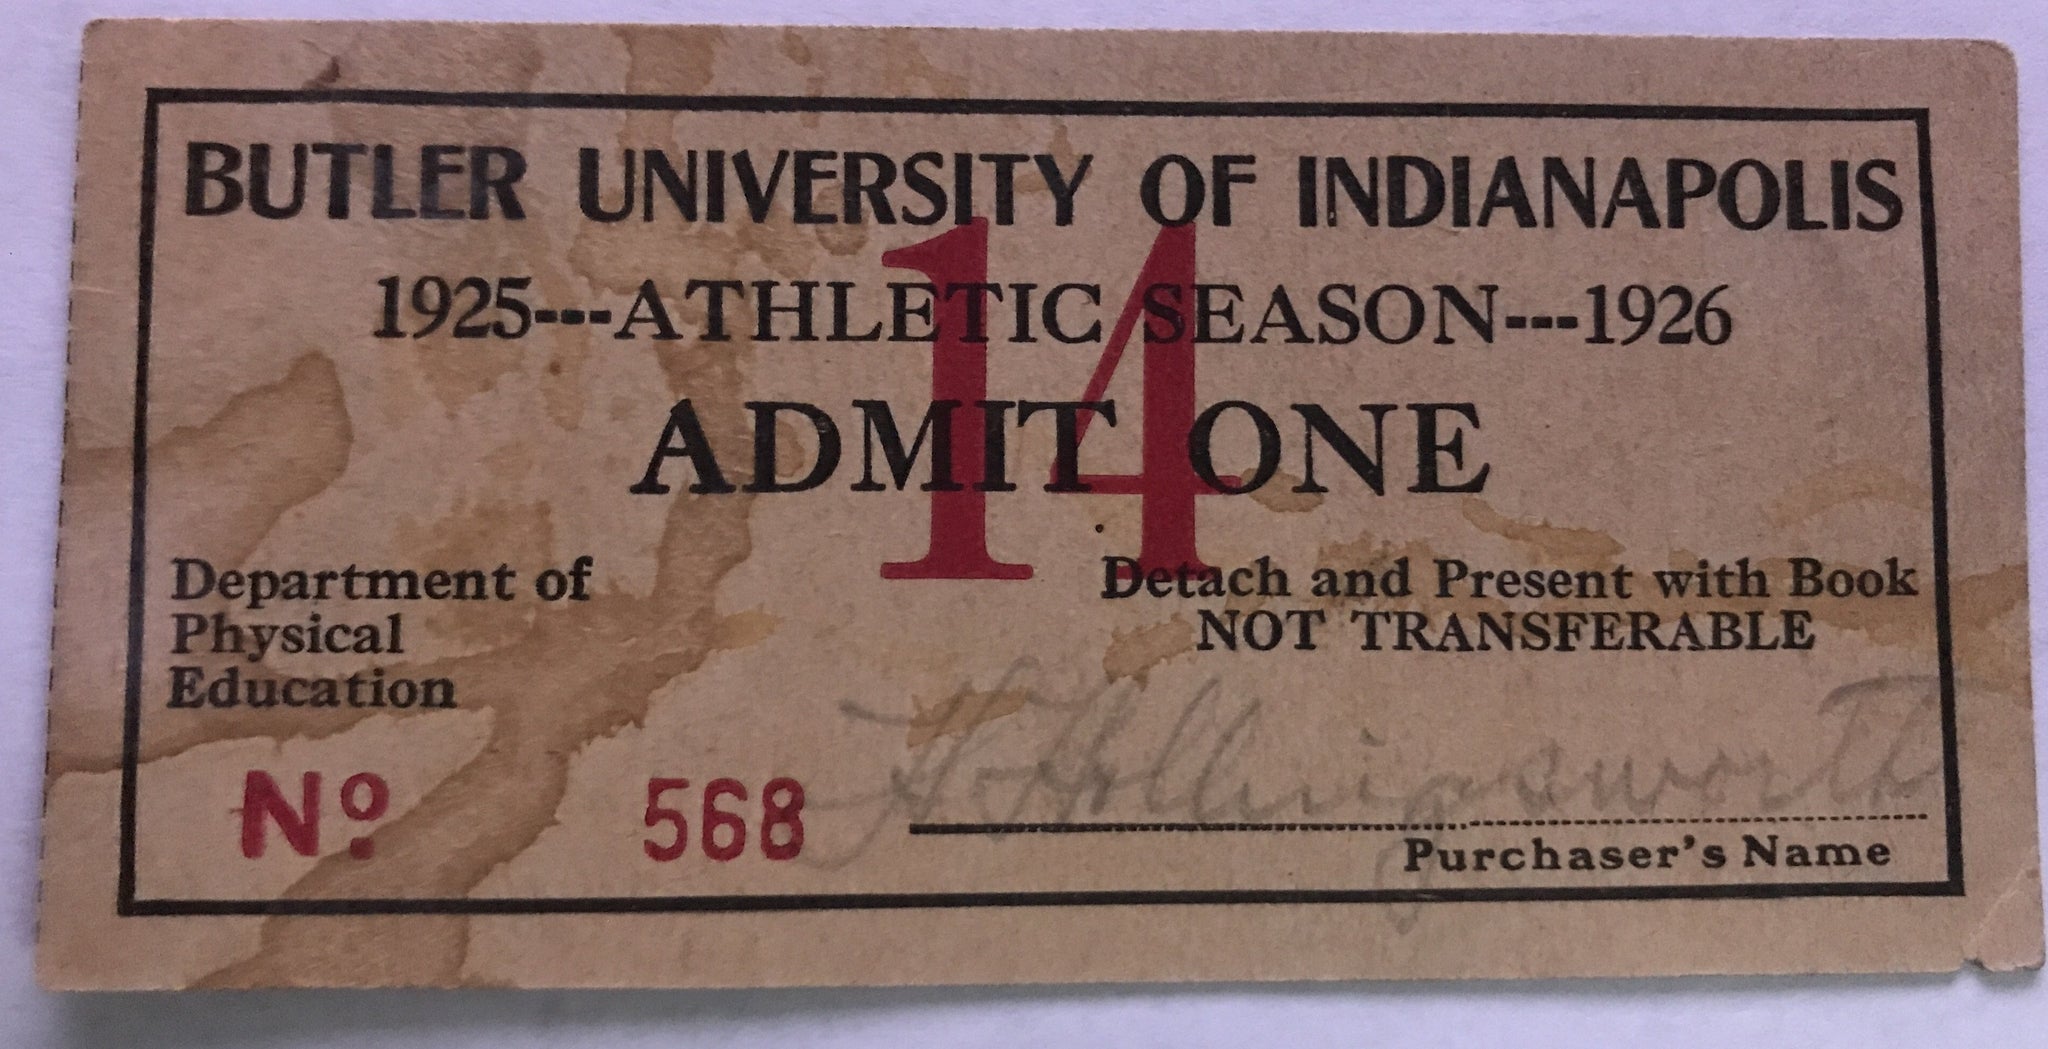 BUTLER UNIVERSITY OF INDIANAPOLIS
1925---ATHLETIC SEASON---1926
14
ADMIT ONE
Department of
Physical
Education
Detach and Present with Book
NOT TRANSFERABLE
No 568
H. Hollingsworth
Purchaser's Name